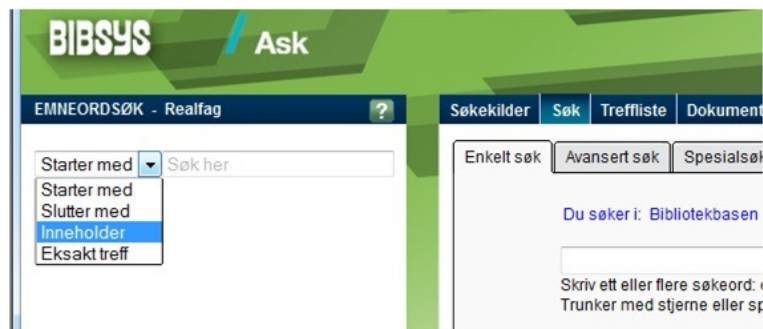 BIBSYS / Ask
EMNEORDSØK - Realfag ?
Starter med Søk her
Starter med
Slutter med
Inneholder
Eksakt treff
Søkekilder Søk Treffliste Dokument
Enkelt søk Avansert søk Spesialsøk
Du søker i: Bibliotekbasen
Skriv ett eller flere søkeord:
Trunker med stjerne eller sp